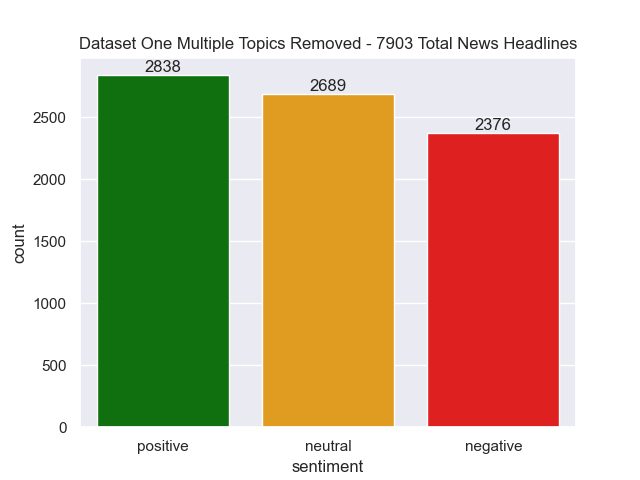 Dataset One Multiple Topics Removed - 7903 Total News Headlines
2838
2689
2376
2500
2000
1500
1000
500
0
count
positive
neutral
negative
sentiment